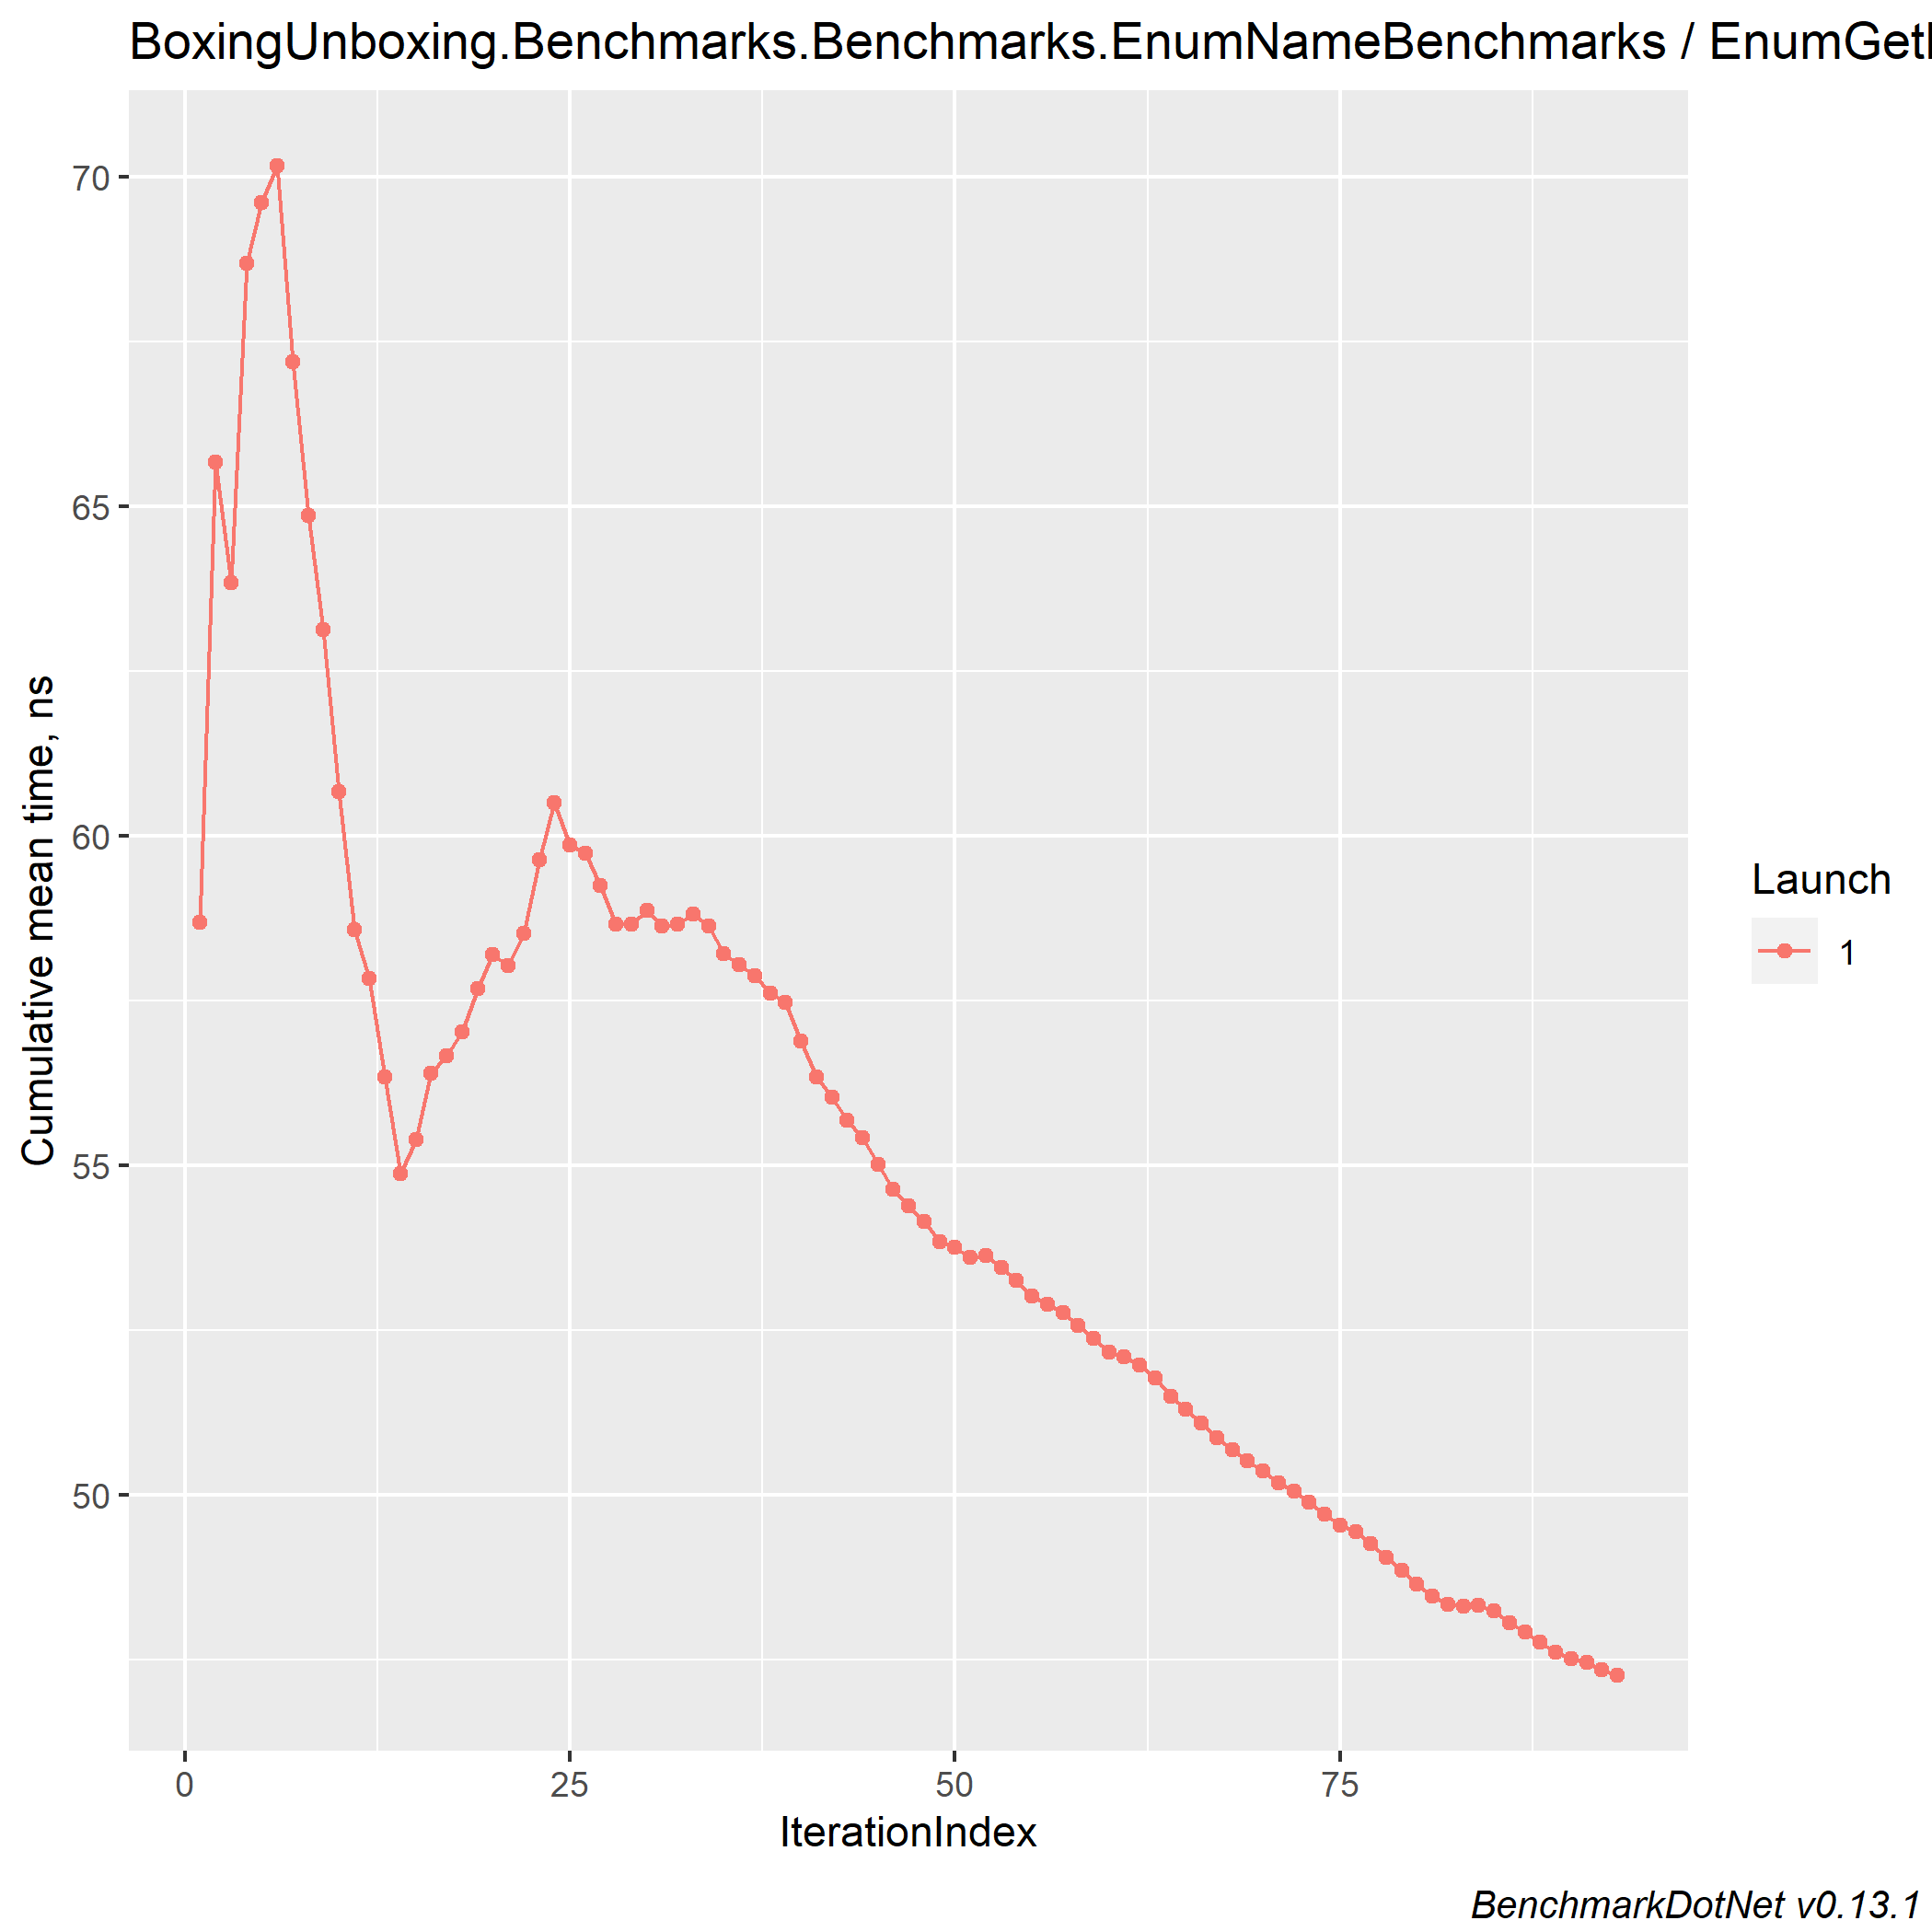 BoxingUnboxing.Benchmarks.Benchmarks.EnumNameBenchmarks / EnumGet
Cumulative mean time, ns
70
65
60
55
50
0 25 50 75
IterationIndex
Launch
1
BenchmarkDotNet v0.13.1